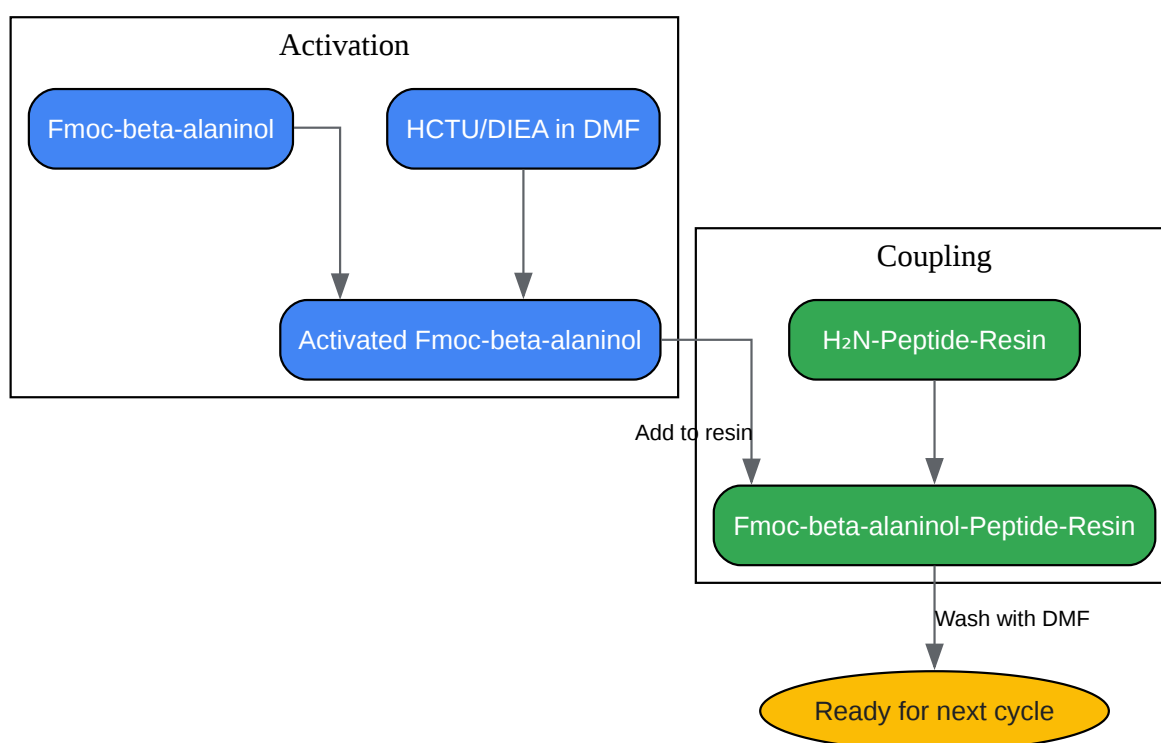 Activation
Fmoc-beta-alaninol
HCTU/DIEA in DMF
Activated Fmoc-beta-alaninol
Coupling
H₂N-Peptide-Resin
Add to resin
Fmoc-beta-alaninol-Peptide-Resin
Wash with DMF
Ready for next cycle